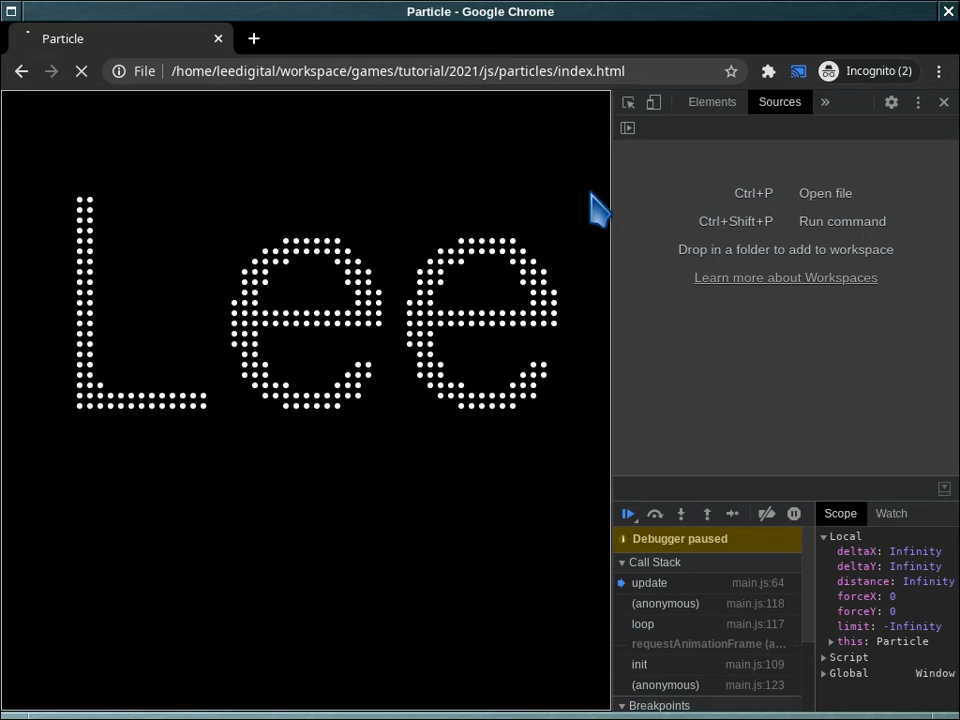 Particle - Google Chrome
Particle
File /home/leedigital/workspace/games/tutorial/2021/js/particles/index.html
Incognito (2)
Elements Sources
Ctrl+P Open file
Ctrl+Shift+P Run command
Drop in a folder to add to workspace
Learn more about Workspaces
Lee
Scope Watch
Debugger paused
Call Stack
update main.js:64
(anonymous) main.js:118
loop main.js:117
requestAnimationFrame (a...
init main.js:109
(anonymous) main.js:123
Breakpoints
Local
deltaX: Infinity
deltaY: Infinity
distance: Infinity
forceX: 0
forceY: 0
limit: -Infinity
this: Particle
Script
Global Window